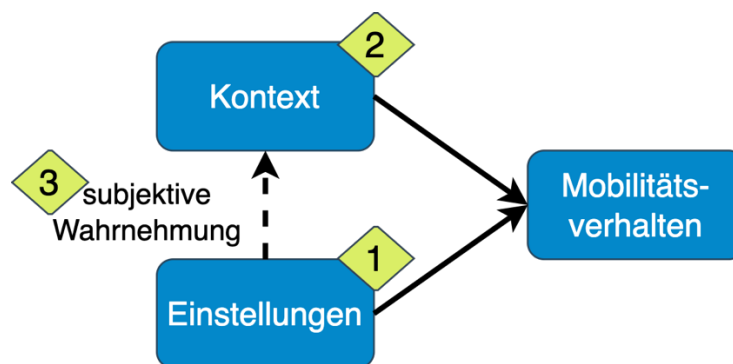 2
Kontext
3
subjektive
Wahrnehmung
Mobilitäts-
verhalten
1
Einstellungen